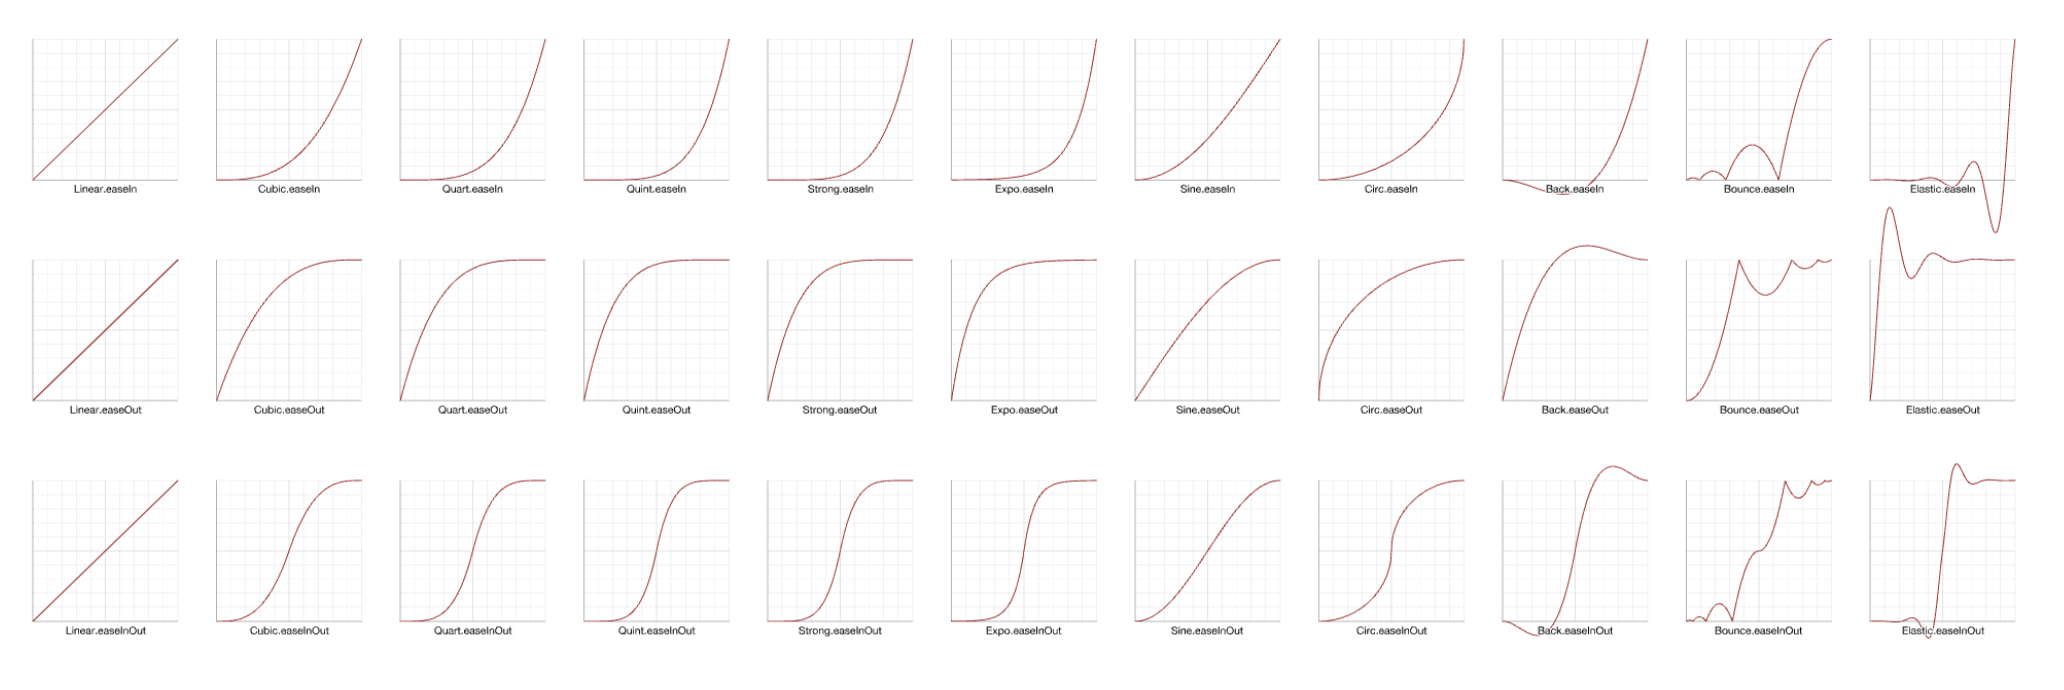 Linear.easeIn
Cubic.easeIn
Quart.easeIn
Quint.easeIn
Strong.easeIn
Expo.easeIn
Sine.easeIn
Circ.easeIn
Back.easeIn
Bounce.easeIn
Elastic.easeIn
Linear.easeOut
Cubic.easeOut
Quart.easeOut
Quint.easeOut
Strong.easeOut
Expo.easeOut
Sine.easeOut
Circ.easeOut
Back.easeOut
Bounce.easeOut
Elastic.easeOut
Linear.easeInOut
Cubic.easeInOut
Quart.easeInOut
Quint.easeInOut
Strong.easeInOut
Expo.easeInOut
Sine.easeInOut
Circ.easeInOut
Back.easeInOut
Bounce.easeInOut
Elastic.easeInOut